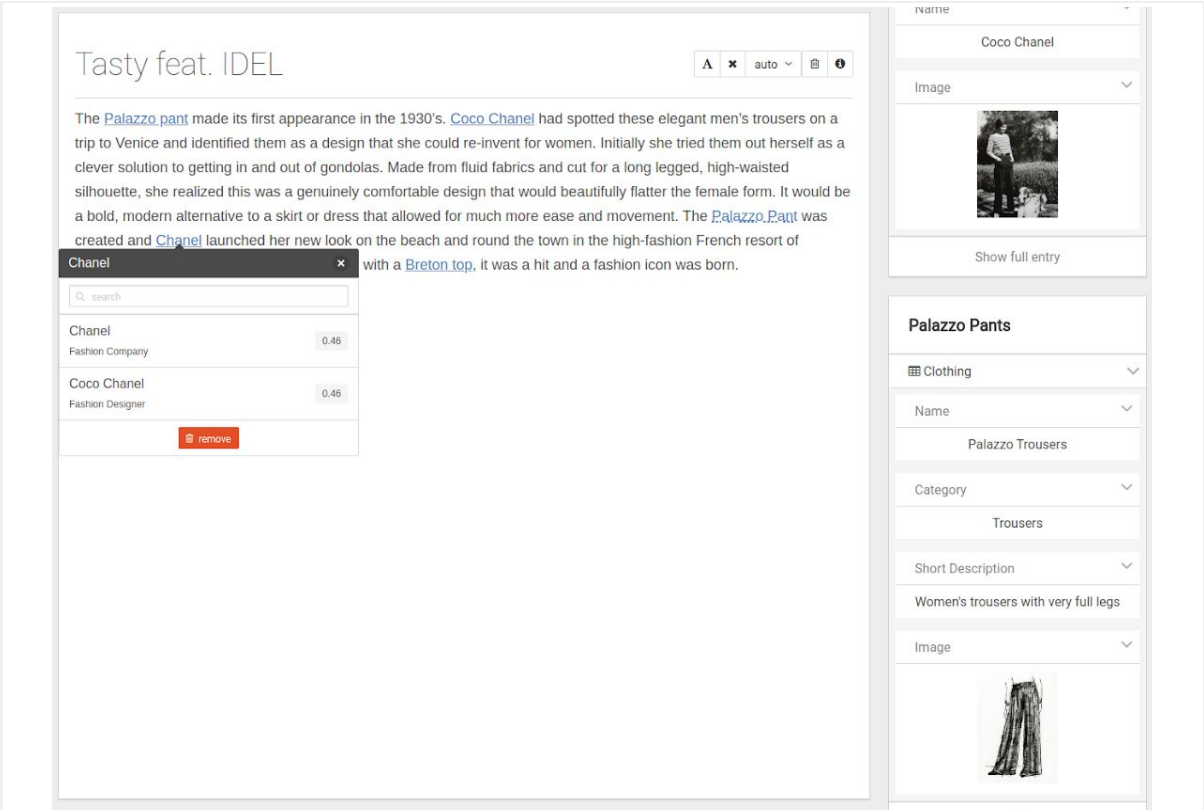 Tasty feat. IDEL
A ✖ auto
The Palazzo pant made its first appearance in the 1930's. Coco Chanel had spotted these elegant men's trousers on a
trip to Venice and identified them as a design that she could re-invent for women. Initially she tried them out herself as a
clever solution to getting in and out of gondolas. Made from fluid fabrics and cut for a long legged, high-waisted
silhouette, she realized this was a genuinely comfortable design that would beautifully flatter the female form. It would be
a bold, modern alternative to a skirt or dress that allowed for much more ease and movement. The Palazzo Pant was
created and Chanel launched her new look on the beach and round the town in the high-fashion French resort of
with a Breton top, it was a hit and a fashion icon was born.
Chanel
search
Chanel
Fashion Company
0.46
Coco Chanel
Fashion Designer
0.46
remove
Name
Coco Chanel
Image
Show full entry
Palazzo Pants
Clothing
Name
Palazzo Trousers
Category
Trousers
Short Description
Women's trousers with very full legs
Image